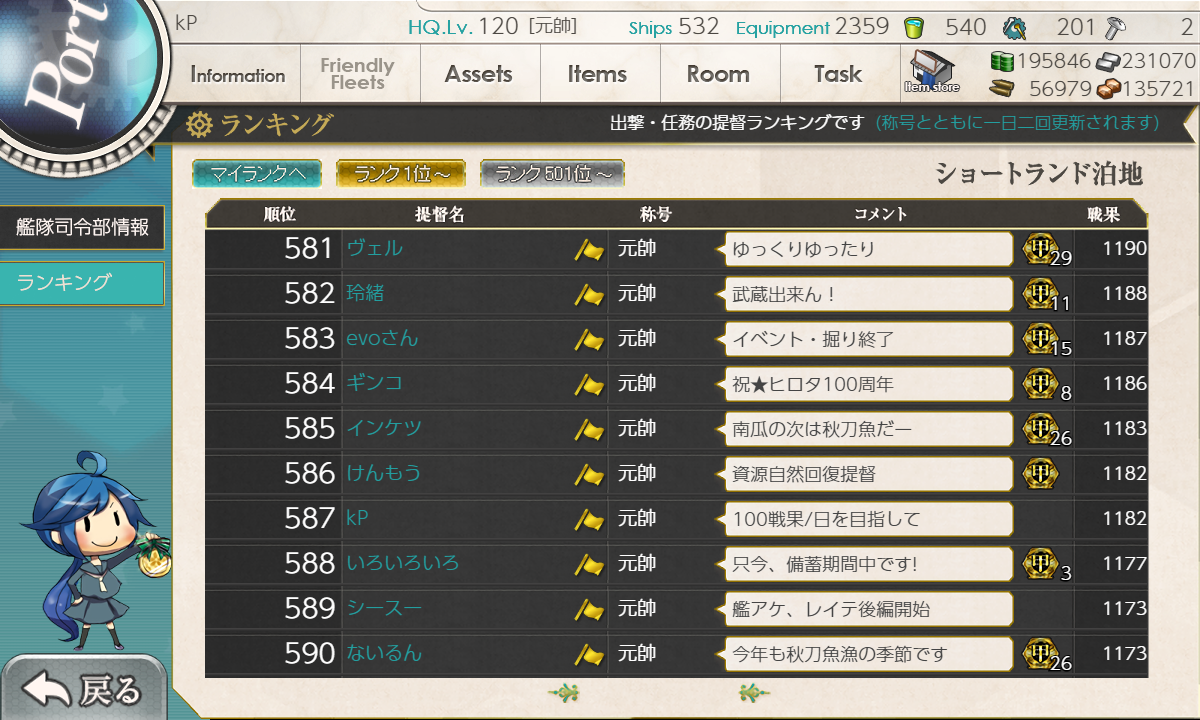 Port
kP
HQ.Lv. 120 [元帥] Ships 532 Equipment 2359 540 201 2
Information Friendly Fleets Assets Items Room Task Item store
195846 231070
56979 135721
ランキング 出撃・任務の提督ランキングです (称号とともに一日二回更新されます)
マイランクへ ランク1位～ ランク501位～ ショートランド泊地
艦隊司令部情報
ランキング
順位 提督名 称号 コメント 戦果
581 ヴェル 元帥 ゆっくりゆったり 甲29 1190
582 玲緒 元帥 武蔵出来ん！ 甲11 1188
583 evoさん 元帥 イベント・掘り終了 甲15 1187
584 ギンコ 元帥 祝★ヒロタ100周年 甲8 1186
585 インケツ 元帥 南瓜の次は秋刀魚だー 甲26 1183
586 けんもう 元帥 資源自然回復提督 甲 1182
587 kP 元帥 100戦果/日を目指して 1182
588 いろいろいろ 元帥 只今、備蓄期間中です! 甲3 1177
589 シースー 元帥 艦アケ、レイテ後編開始 1173
590 ないるん 元帥 今年も秋刀魚漁の季節です 甲26 1173
戻る